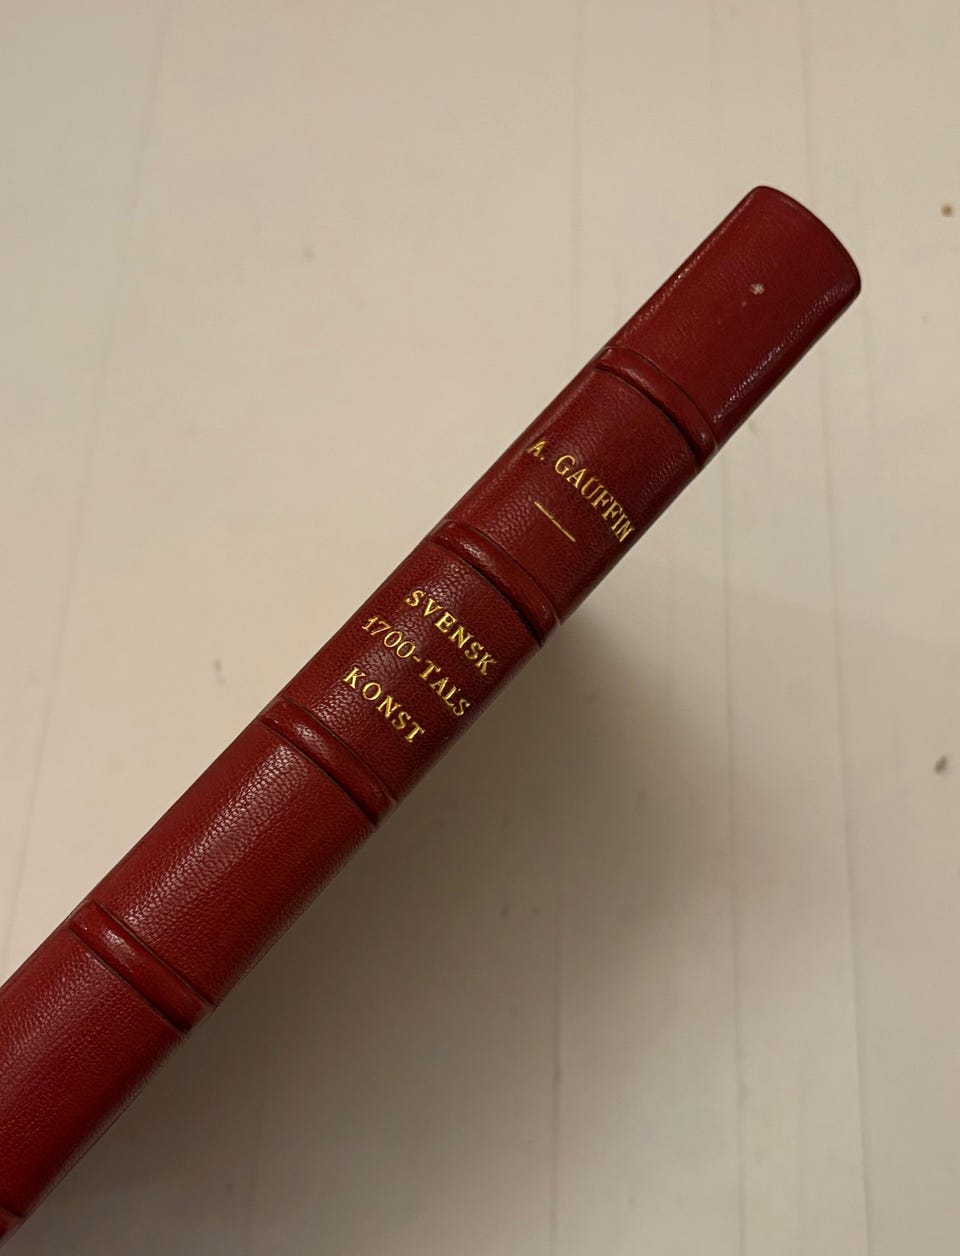 A. GAUFFIN
SVENSK
1700-TALS
KONST